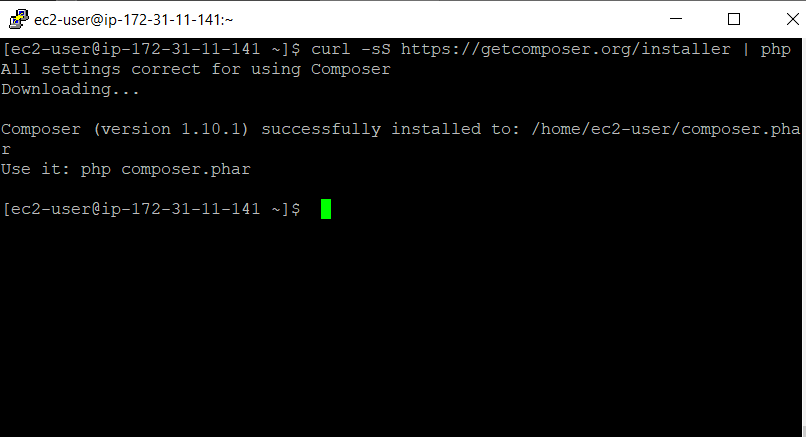 ec2-user@ip-172-31-11-141:~
[ec2-user@ip-172-31-11-141 ~]$ curl -sS https://getcomposer.org/installer | php
All settings correct for using Composer
Downloading...
Composer (version 1.10.1) successfully installed to: /home/ec2-user/composer.pha
r
Use it: php composer.phar
[ec2-user@ip-172-31-11-141 ~]$